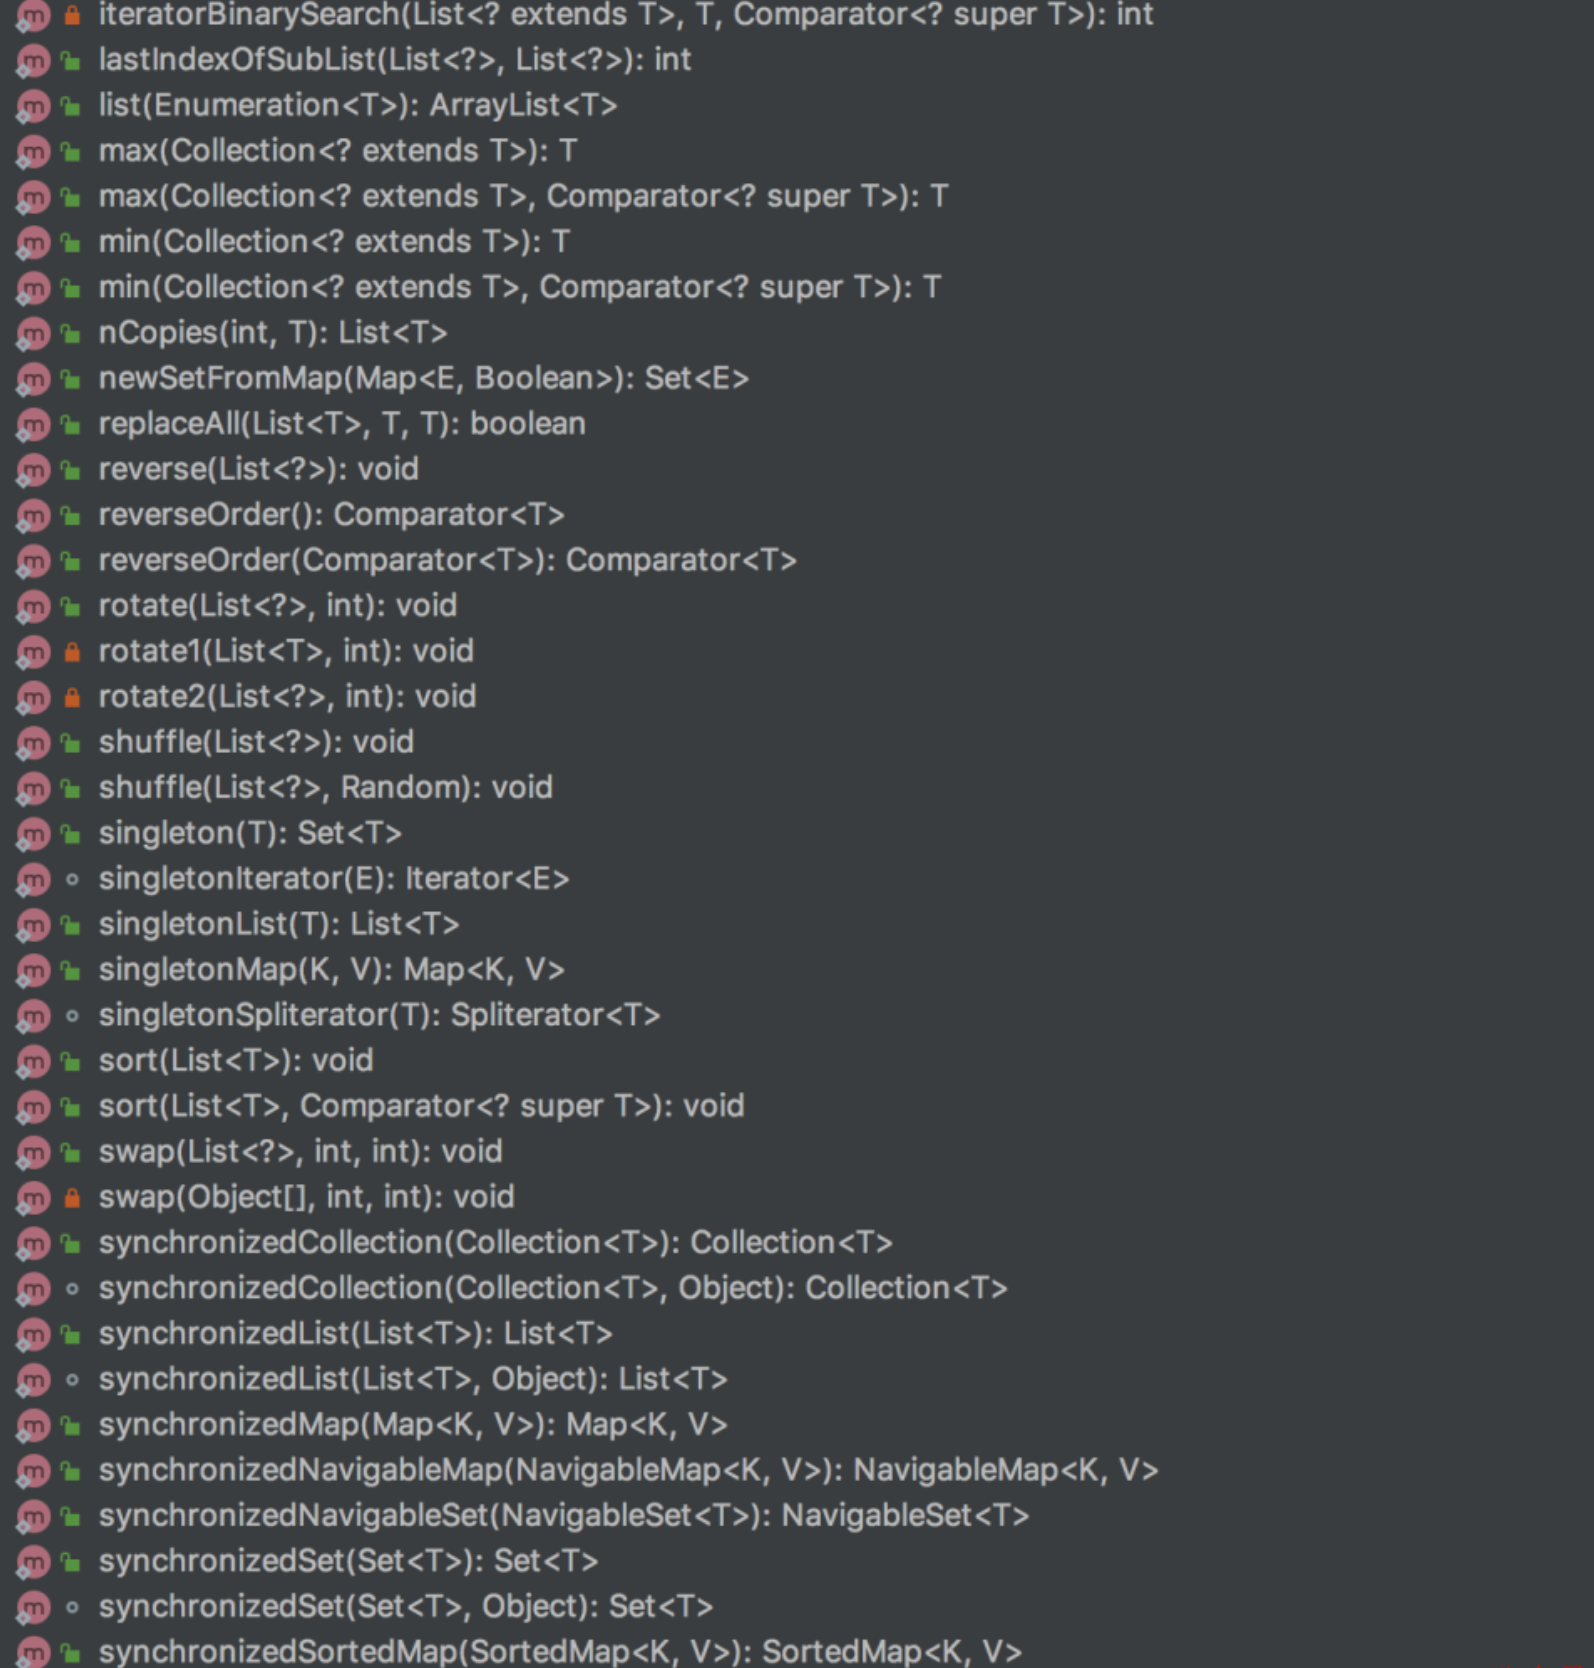 iteratorBinarySearch(List<? extends T>, T, Comparator<? super T>): int
lastIndexOfSubList(List<?>, List<?>): int
list(Enumeration<T>): ArrayList<T>
max(Collection<? extends T>): T
max(Collection<? extends T>, Comparator<? super T>): T
min(Collection<? extends T>): T
min(Collection<? extends T>, Comparator<? super T>): T
nCopies(int, T): List<T>
newSetFromMap(Map<E, Boolean>): Set<E>
replaceAll(List<T>, T, T): boolean
reverse(List<?>): void
reverseOrder(): Comparator<T>
reverseOrder(Comparator<T>): Comparator<T>
rotate(List<?>, int): void
rotate1(List<T>, int): void
rotate2(List<?>, int): void
shuffle(List<?>): void
shuffle(List<?>, Random): void
singleton(T): Set<T>
singletonIterator(E): Iterator<E>
singletonList(T): List<T>
singletonMap(K, V): Map<K, V>
singletonSpliterator(T): Spliterator<T>
sort(List<T>): void
sort(List<T>, Comparator<? super T>): void
swap(List<?>, int, int): void
swap(Object[], int, int): void
synchronizedCollection(Collection<T>): Collection<T>
synchronizedCollection(Collection<T>, Object): Collection<T>
synchronizedList(List<T>): List<T>
synchronizedList(List<T>, Object): List<T>
synchronizedMap(Map<K, V>): Map<K, V>
synchronizedNavigableMap(NavigableMap<K, V>): NavigableMap<K, V>
synchronizedNavigableSet(NavigableSet<T>): NavigableSet<T>
synchronizedSet(Set<T>): Set<T>
synchronizedSet(Set<T>, Object): Set<T>
synchronizedSortedMap(SortedMap<K, V>): SortedMap<K, V>